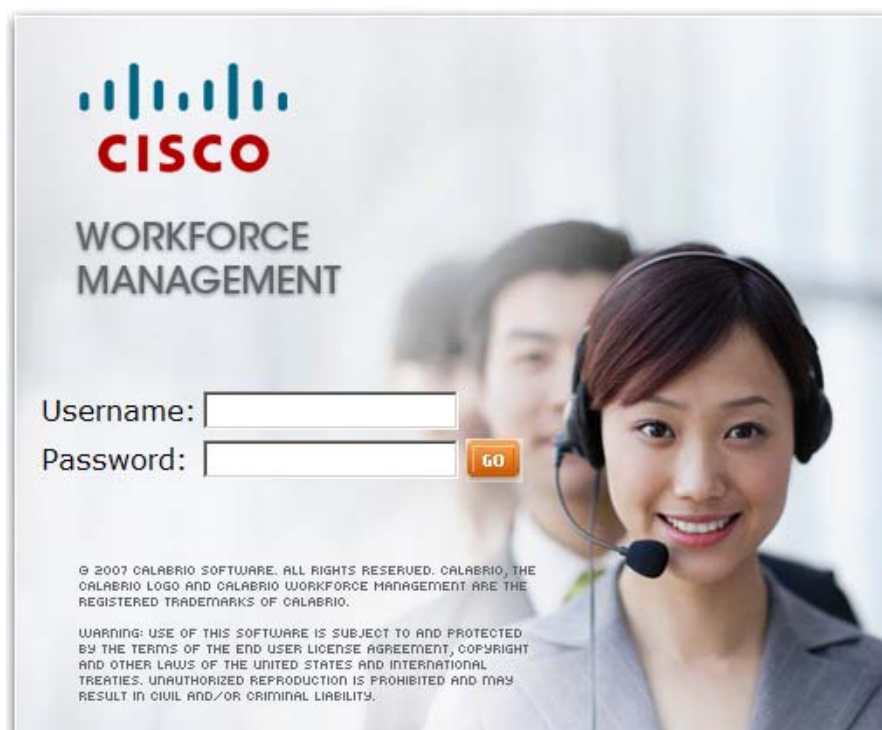 CISCO
WORKFORCE
MANAGEMENT
Username:
Password:
GO
© 2007 CALABRIO SOFTWARE. ALL RIGHTS RESERVED. CALABRIO, THE
CALABRIO LOGO AND CALABRIO WORKFORCE MANAGEMENT ARE THE
REGISTERED TRADEMARKS OF CALABRIO.
WARNING: USE OF THIS SOFTWARE IS SUBJECT TO AND PROTECTED
BY THE TERMS OF THE END USER LICENSE AGREEMENT, COPYRIGHT
AND OTHER LAWS OF THE UNITED STATES AND INTERNATIONAL
TREATIES. UNAUTHORIZED REPRODUCTION IS PROHIBITED AND MAY
RESULT IN CIVIL AND/OR CRIMINAL LIABILITY.